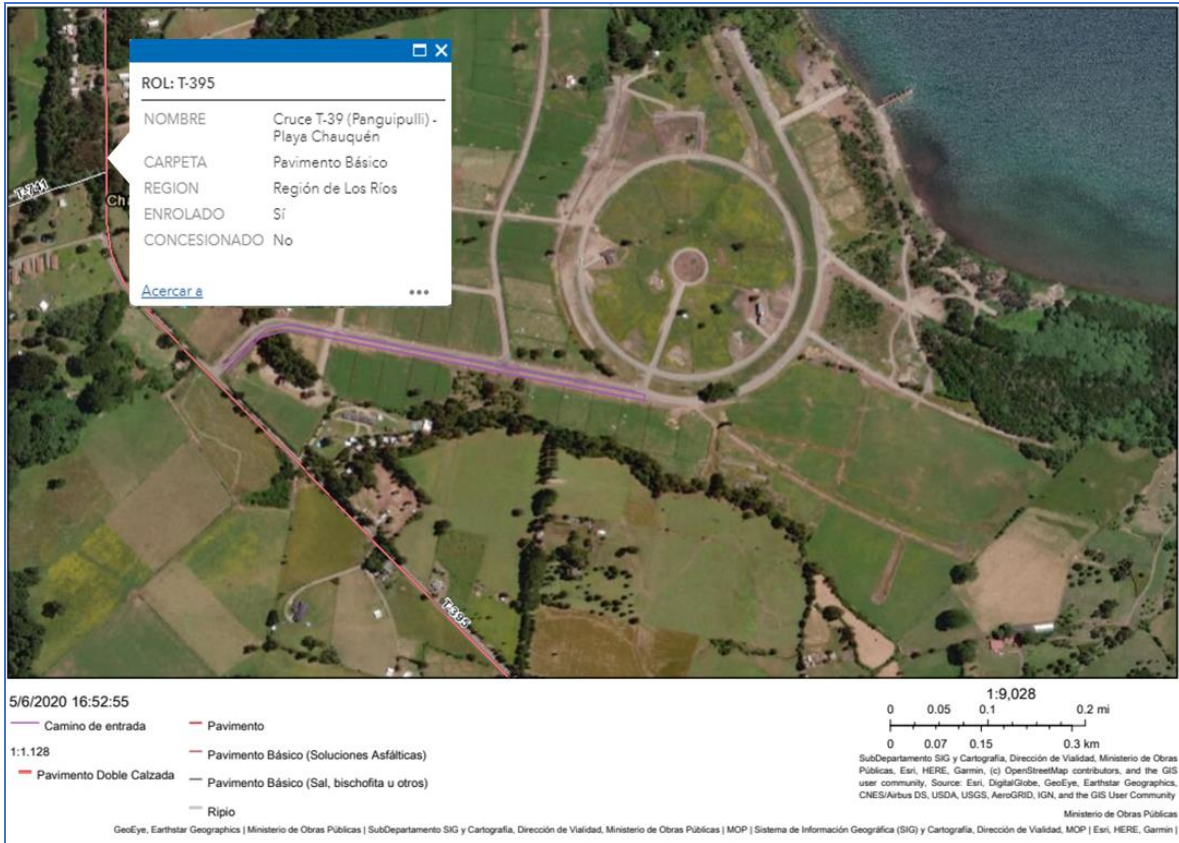 ROL: T-395
NOMBRE Cruce T-39 (Panguipulli) -
Playa Chauquén
CARPETA Pavimento Básico
REGION Región de Los Ríos
ENROLADO Sí
CONCESIONADO No
Acercar a
T-395
5/6/2020 16:52:55
Camino de entrada
1:1.128
Pavimento Doble Calzada
Pavimento
Pavimento Básico (Soluciones Asfálticas)
Pavimento Básico (Sal, bischofita u otros)
Ripio
1:9,028
0 0.05 0.1 0.2 mi
0 0.07 0.15 0.3 km
SubDepartamento SIG y Cartografía, Dirección de Vialidad, Ministerio de Obras
Públicas, Esri, HERE, Garmin, (c) OpenStreetMap contributors, and the GIS
user community, Source: Esri, DigitalGlobe, GeoEye, Earthstar Geographics,
CNES/Airbus DS, USDA, USGS, AeroGRID, IGN, and the GIS User Community
Ministerio de Obras Públicas
GeoEye, Earthstar Geographics | Ministerio de Obras Públicas | SubDepartamento SIG y Cartografía, Dirección de Vialidad, Ministerio de Obras Públicas | MOP | Sistema de Información Geográfica (SIG) y Cartografía, Dirección de Vialidad, MOP | Esri, HERE, Garmin |